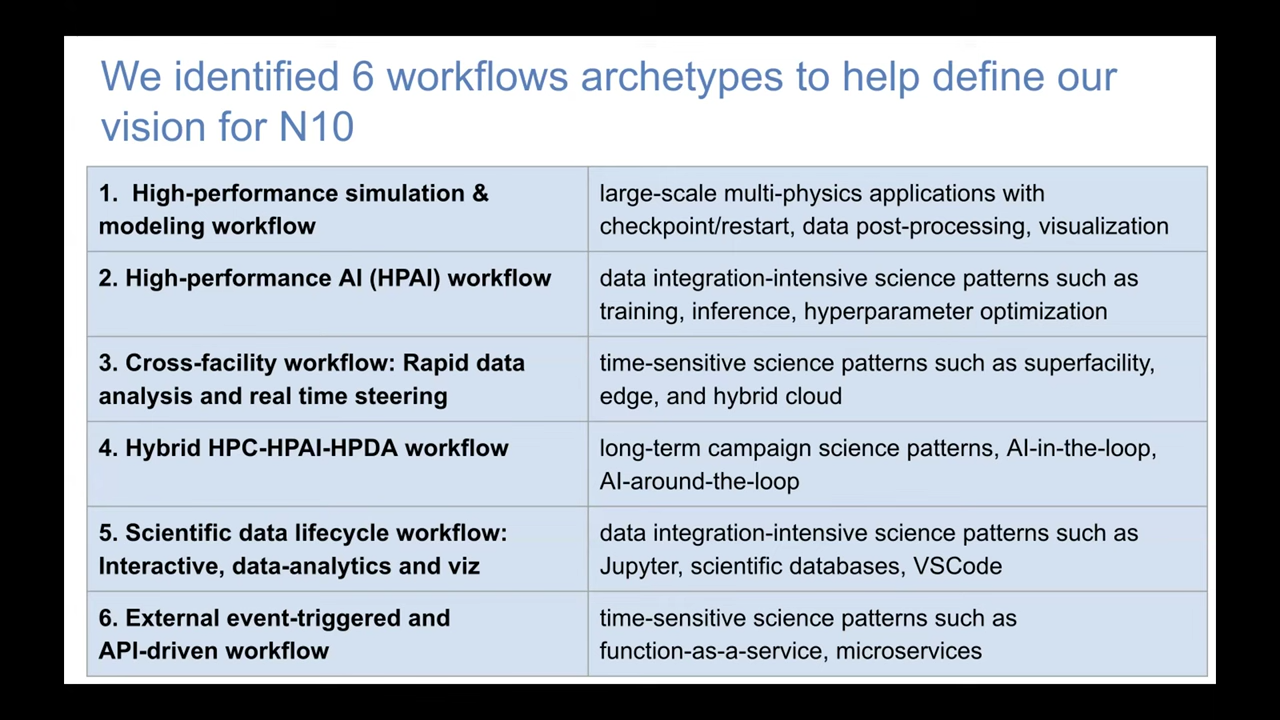 We identified 6 workflows archetypes to help define our
vision for N10
1. High-performance simulation &
modeling workflow
large-scale multi-physics applications with
checkpoint/restart, data post-processing, visualization
2. High-performance AI (HPAI) workflow
data integration-intensive science patterns such as
training, inference, hyperparameter optimization
3. Cross-facility workflow: Rapid data
analysis and real time steering
time-sensitive science patterns such as superfacility,
edge, and hybrid cloud
4. Hybrid HPC-HPAI-HPDA workflow
long-term campaign science patterns, AI-in-the-loop,
AI-around-the-loop
5. Scientific data lifecycle workflow:
Interactive, data-analytics and viz
data integration-intensive science patterns such as
Jupyter, scientific databases, VSCode
6. External event-triggered and
API-driven workflow
time-sensitive science patterns such as
function-as-a-service, microservices